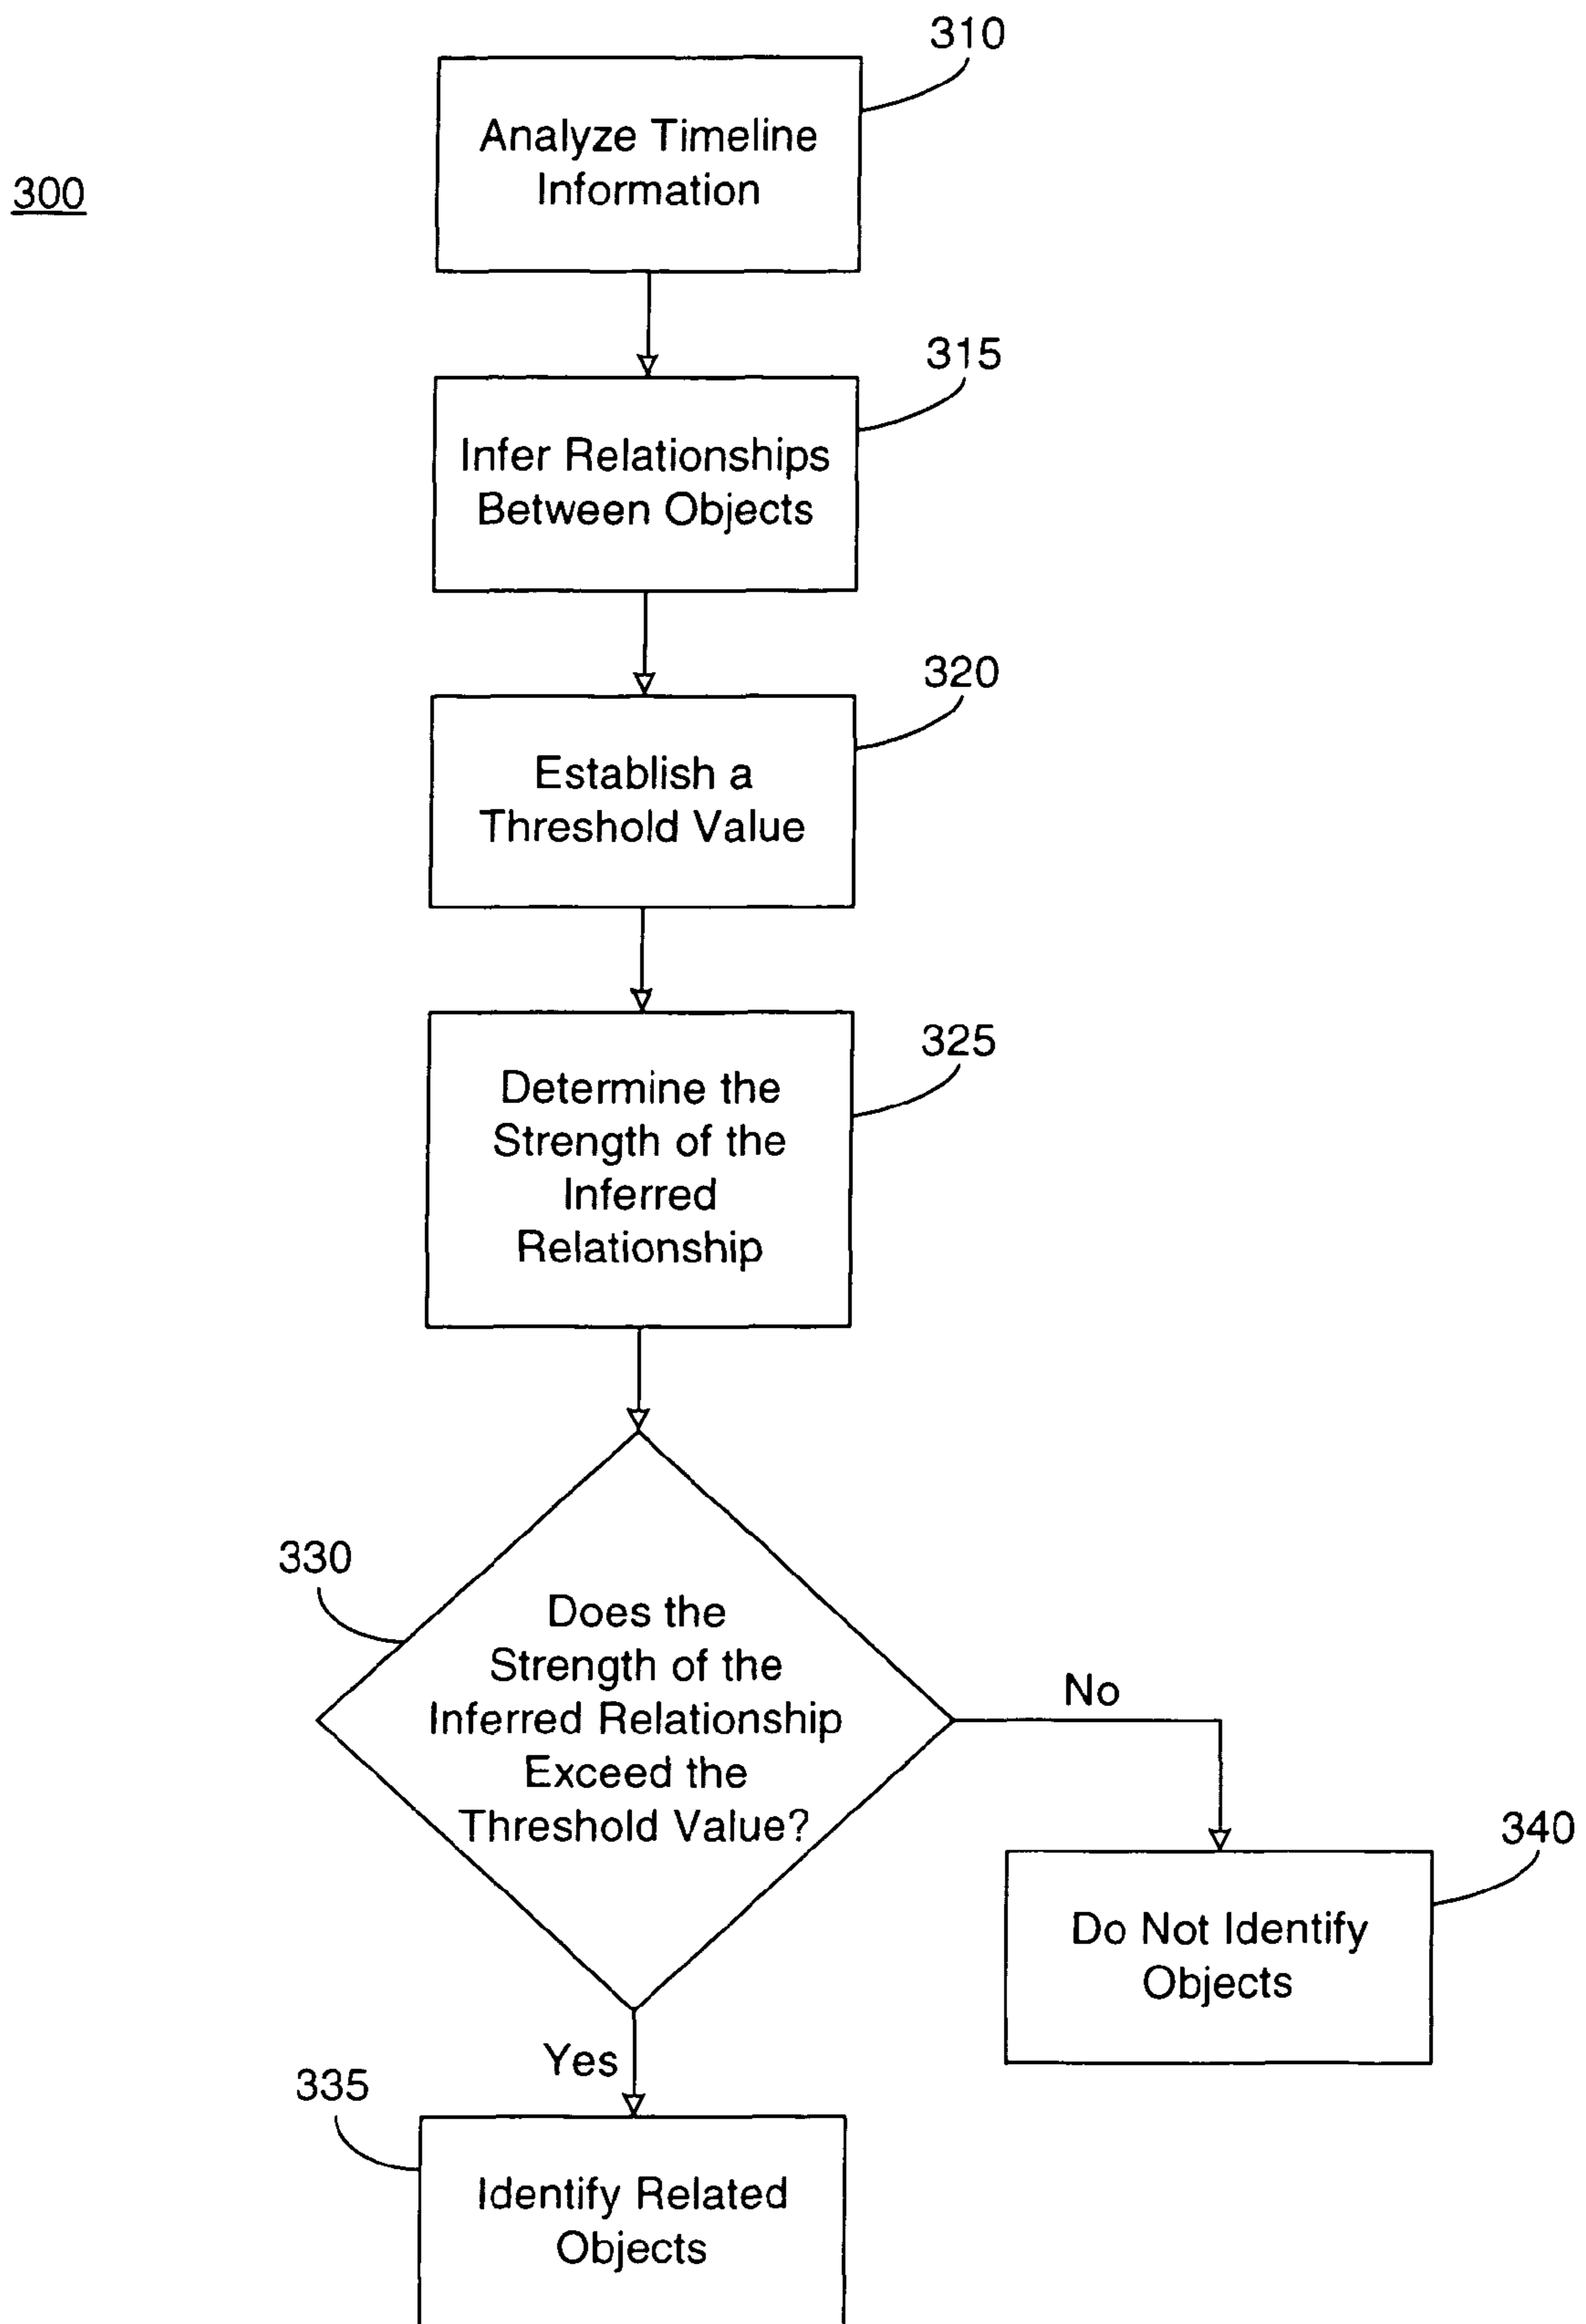 310
Analyze Timeline
Information
300
315
Infer Relationships
Between Objects
320
Establish a
Threshold Value
325
Determine the
Strength of the
Inferred
Relationship
330
Does the
Strength of the
Inferred Relationship
Exceed the
Threshold Value?
No
340
Do Not Identify
Objects
Yes
335
Identify Related
Objects